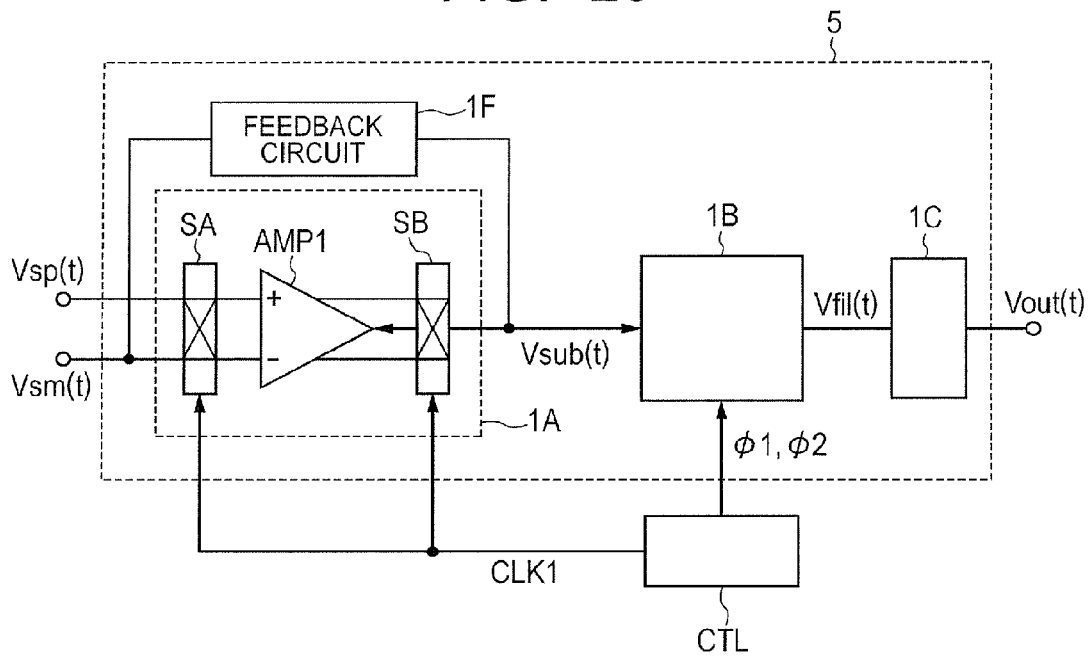 5
1F
FEEDBACK
CIRCUIT
SA
AMP1
SB
1B
1C
Vsp(t)
+
Vfil(t)
Vout(t)
−
Vsm(t)
Vsub(t)
1A
ϕ1, ϕ2
CLK1
CTL